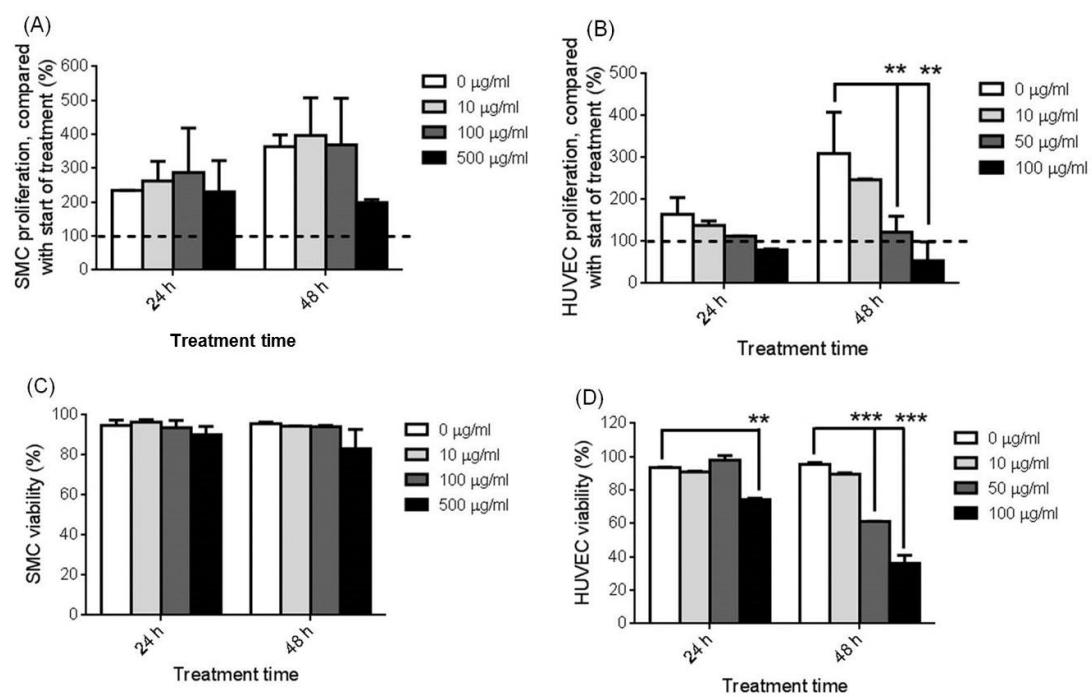 (A)
SMC proliferation, compared
with start of treatment (%)
600
500
400
300
200
100
0
24 h
48 h
Treatment time
0 µg/ml
10 µg/ml
100 µg/ml
500 µg/ml
(B)
HUVEC proliferation, compared
with start of treatment (%)
500
400
300
200
100
0
** **
24 h
48 h
Treatment time
0 µg/ml
10 µg/ml
50 µg/ml
100 µg/ml
(C)
SMC viability (%)
100
80
60
40
20
0
24 h
48 h
Treatment time
0 µg/ml
10 µg/ml
100 µg/ml
500 µg/ml
(D)
HUVEC viability (%)
120
100
80
60
40
20
0
** *** ***
24 h
48 h
Treatment time
0 µg/ml
10 µg/ml
50 µg/ml
100 µg/ml